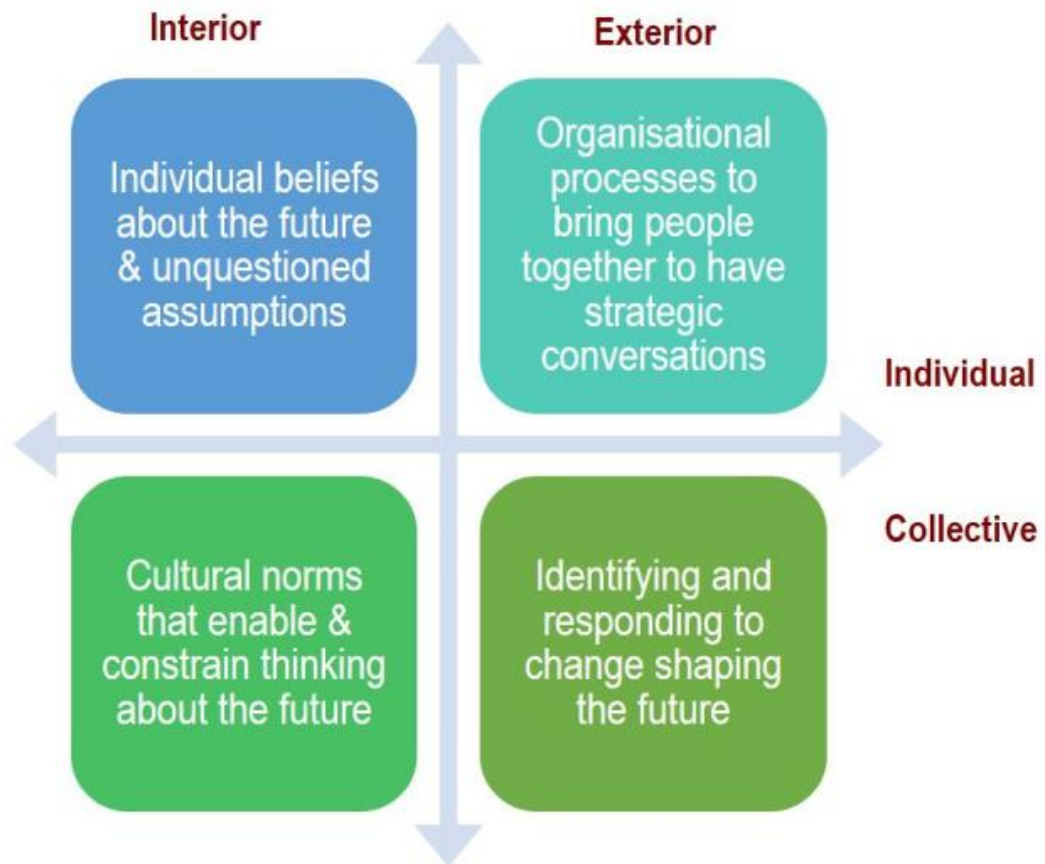 Interior
Exterior
Individual beliefs
about the future
& unquestioned
assumptions
Organisational
processes to
bring people
together to have
strategic
conversations
Individual
Collective
Cultural norms
that enable &
constrain thinking
about the future
Identifying and
responding to
change shaping
the future